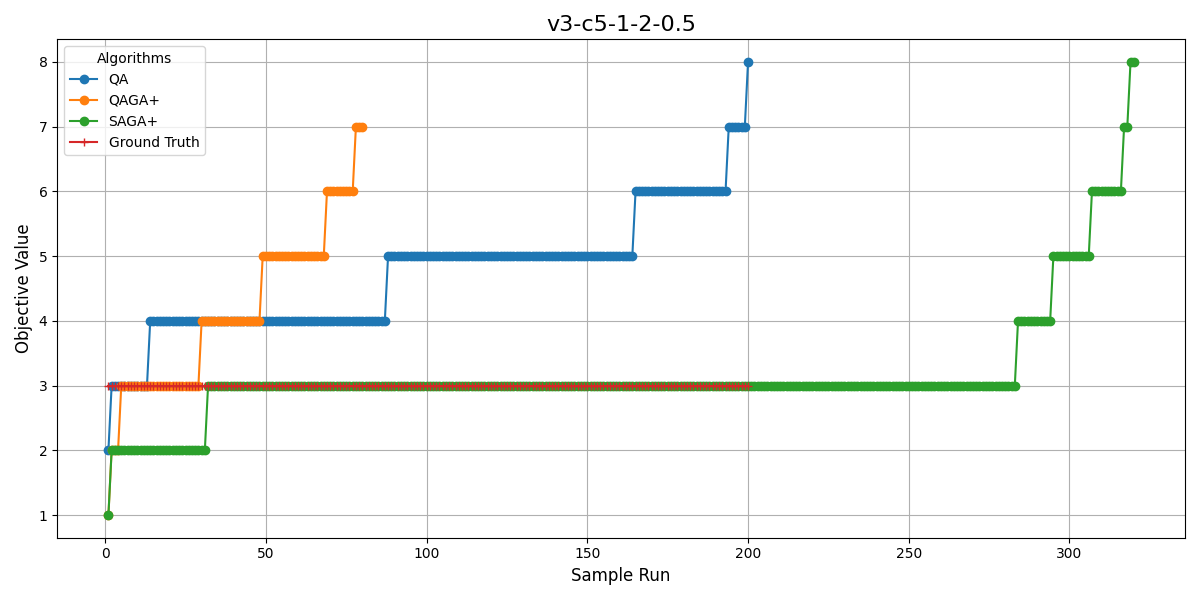 v3-c5-1-2-0.5
Algorithms
QA
QAGA+
SAGA+
Ground Truth
Objective Value
8
7
6
5
4
3
2
1
0 50 100 150 200 250 300
Sample Run